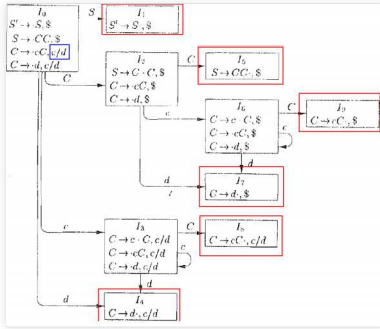 I₀
S' → ·S, $
S → ·CC, $
C → ·cC, c/d
C → ·d, c/d
S
I₁
S' → S·, $
C
I₂
S → C·C, $
C → ·cC, $
C → ·d, $
C
I₅
S → CC·, $
c
I₆
C → c·C, $
C → ·cC, $
C → ·d, $
c
C
I₉
C → cC·, $
d
d
I₇
C → d·, $
c
I₃
C → c·C, c/d
C → ·cC, c/d
C → ·d, c/d
c
C
I₈
C → cC·, c/d
d
d
I₄
C → d·, c/d